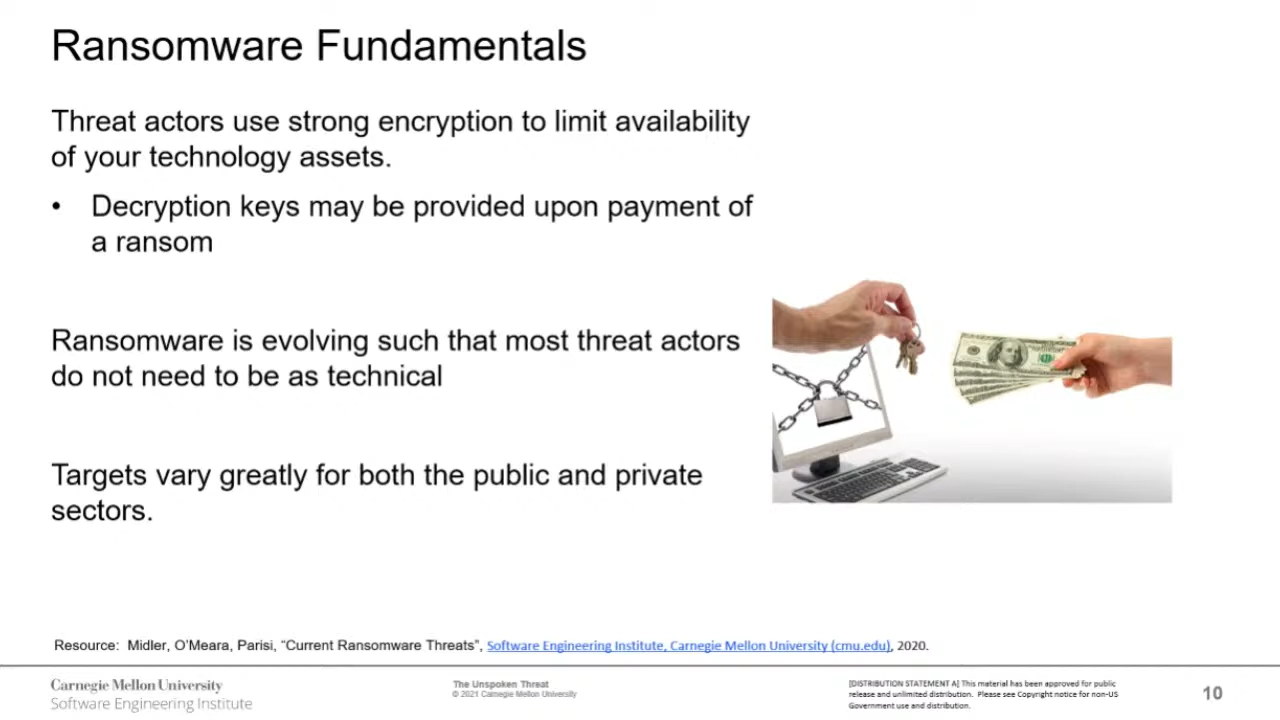 Ransomware Fundamentals
Threat actors use strong encryption to limit availability
of your technology assets.
• Decryption keys may be provided upon payment of
a ransom
Ransomware is evolving such that most threat actors
do not need to be as technical
Targets vary greatly for both the public and private
sectors.
Resource: Midler, O’Meara, Parisi, “Current Ransomware Threats”, Software Engineering Institute, Carnegie Mellon University (cmu.edu), 2020.
Carnegie Mellon University
Software Engineering Institute
The Unspoken Threat
© 2021 Carnegie Mellon University
[DISTRIBUTION STATEMENT A] This material has been approved for public
release and unlimited distribution. Please see Copyright notice for non-US
Government use and distribution.
10